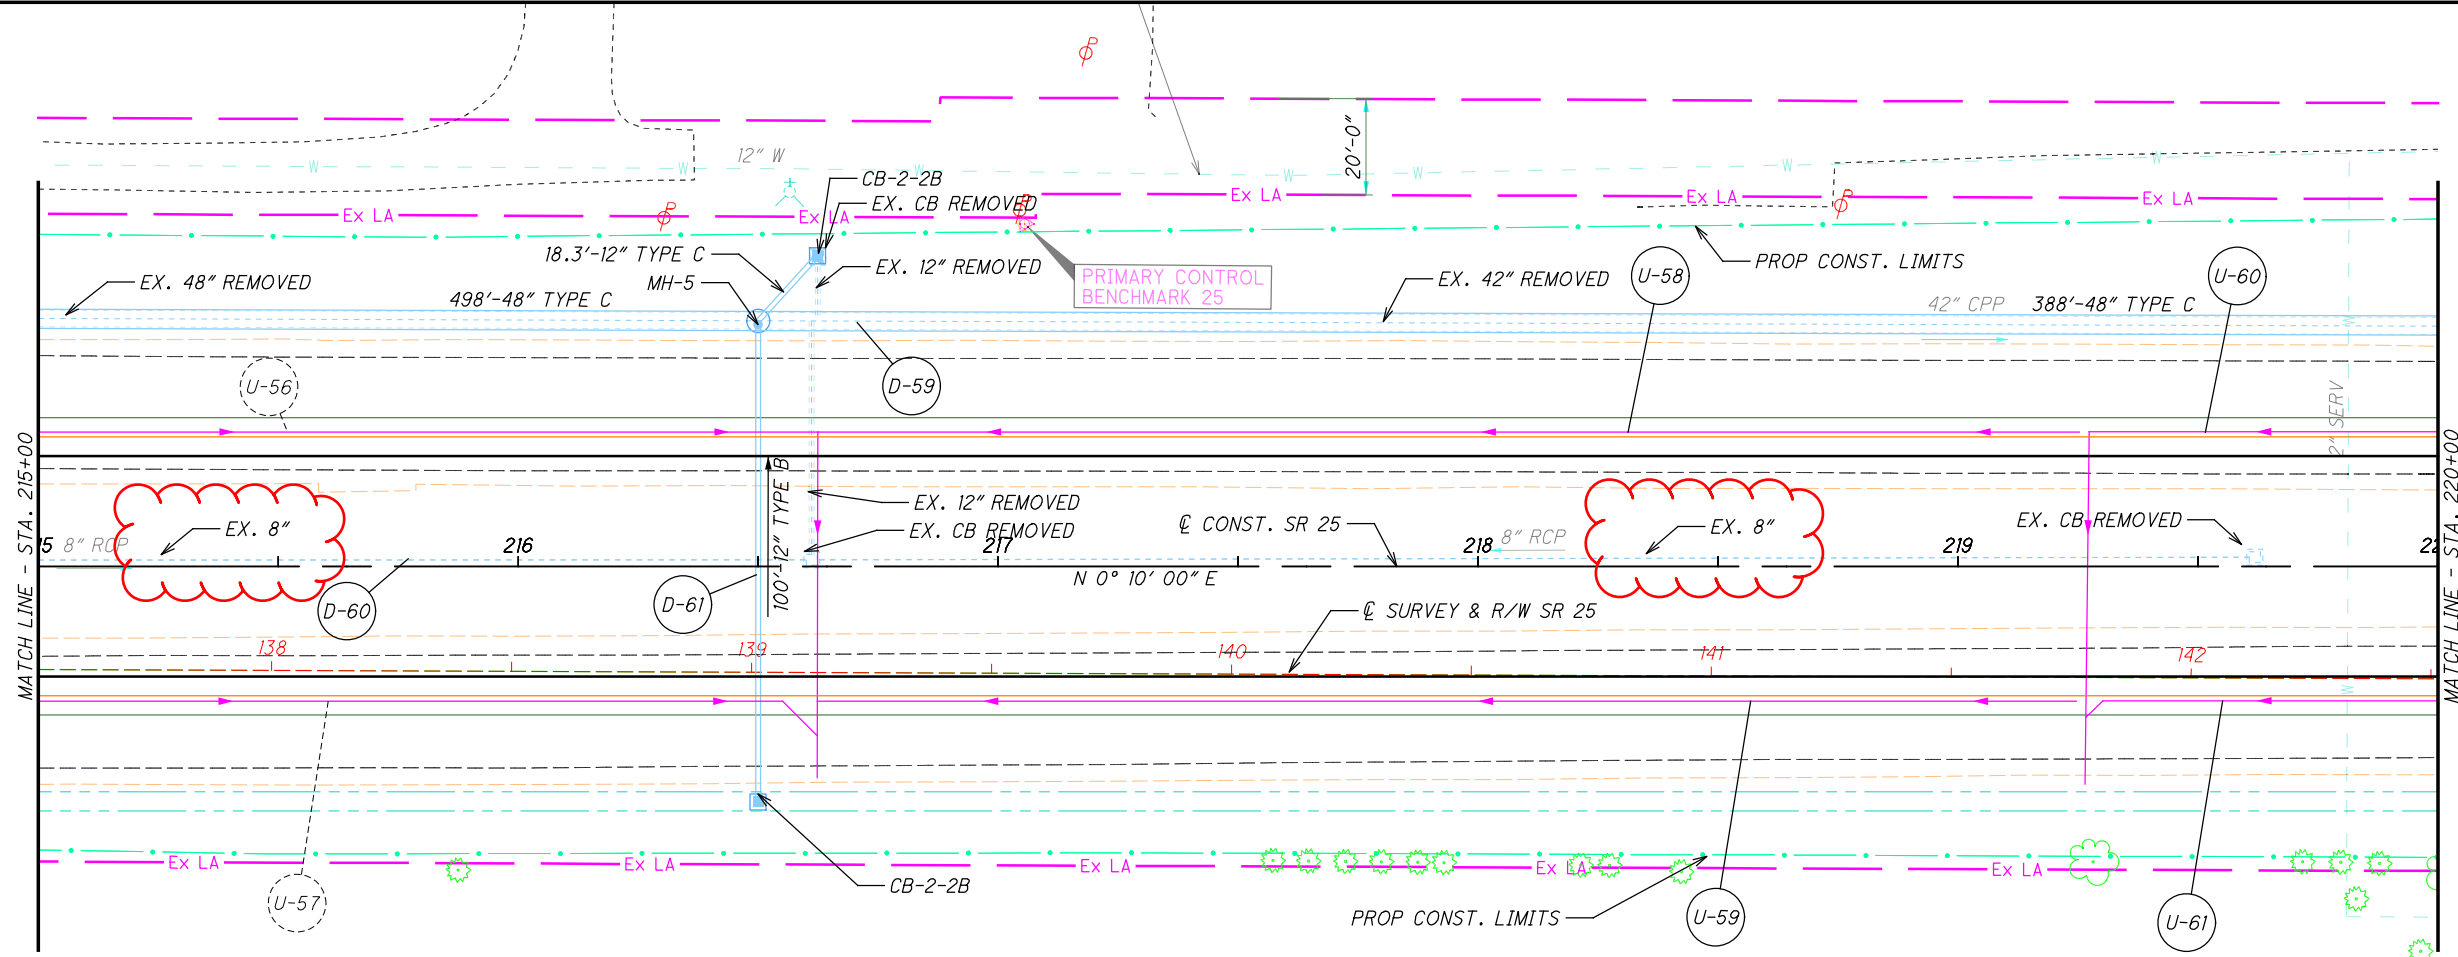 12" W
20'-0"
CB-2-2B
EX. CB REMOVED
Ex LA
Ex LA
Ex LA
Ex LA
Ex LA
18.3'-12" TYPE C
EX. 12" REMOVED
PROP CONST. LIMITS
PRIMARY CONTROL
BENCHMARK 25
EX. 48" REMOVED
MH-5
498'-48" TYPE C
EX. 42" REMOVED
U-58
U-60
42" CPP
388'-48" TYPE C
U-56
D-59
2" SERV
MATCH LINE - STA. 215+00
MATCH LINE - STA. 220+00
100'-12" TYPE B
EX. 12" REMOVED
EX. CB REMOVED
EX. 8"
8" RCP
216
217
℄ CONST. SR 25
8" RCP
218
EX. 8"
EX. CB REMOVED
219
N 0° 10' 00" E
D-60
D-61
℄ SURVEY & R/W SR 25
138
139
140
141
142
Ex LA
Ex LA
Ex LA
Ex LA
Ex LA
CB-2-2B
U-57
PROP CONST. LIMITS
U-59
U-61
P
P
P
W
W
W
W
W
W
W
W
W